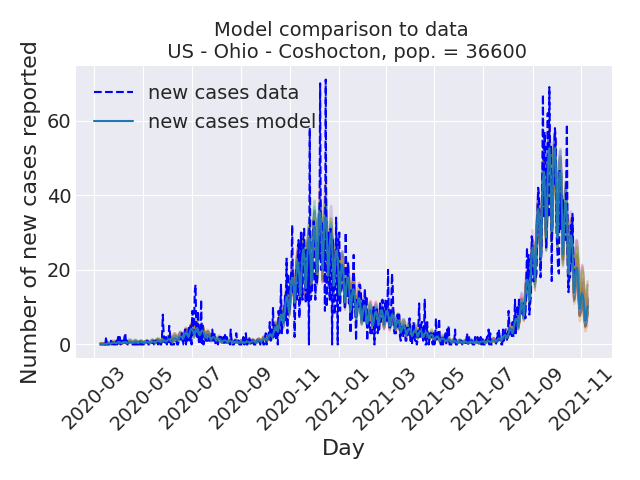 Model comparison to data
US - Ohio - Coshocton, pop. = 36600
Number of new cases reported
60
40
20
0
new cases data
new cases model
2020-03
2020-05
2020-07
2020-09
2020-11
2021-01
2021-03
2021-05
2021-07
2021-09
2021-11
Day